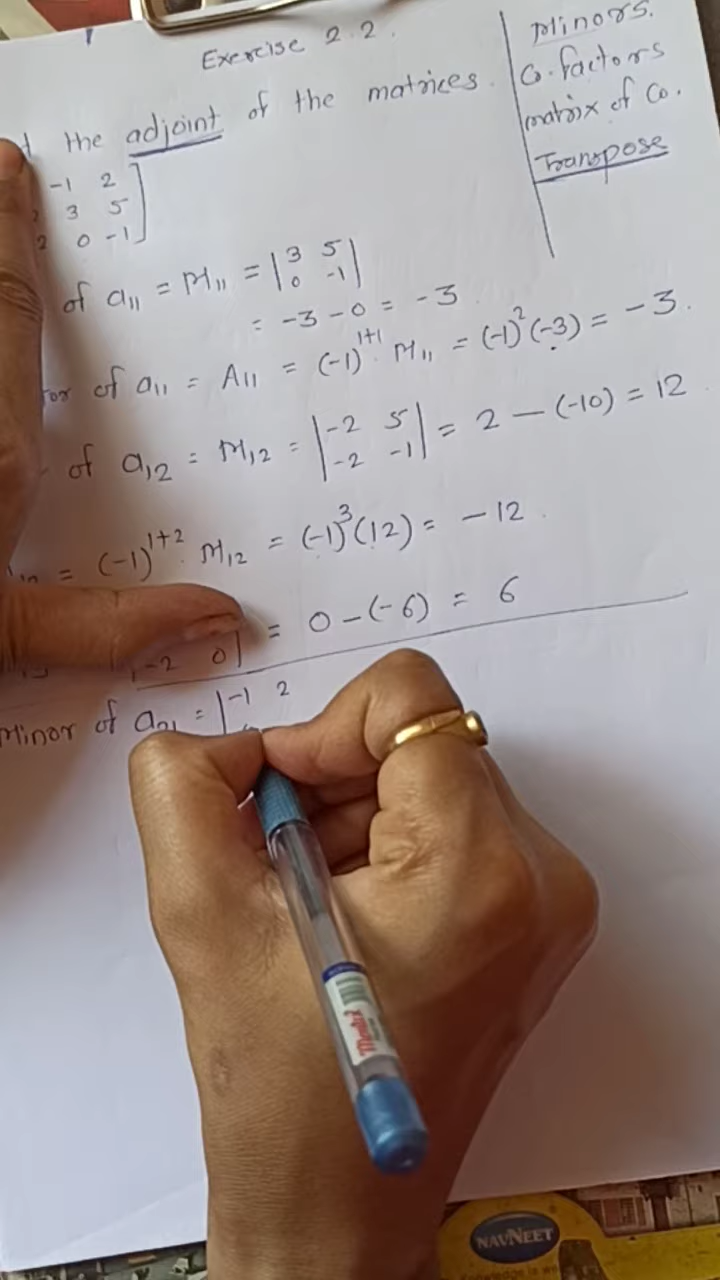 Exercise 2.2.
the adjoint of the matrices.
-1 2
3 5
2 0 -1
Minors.
Co-factors
matrix of Co.
Transpose
of a₁₁ = M₁₁ = |3 5|
|0 -1|
= -3 - 0 = -3
of a₁₁ = A₁₁ = (-1)¹⁺¹ . M₁₁ = (-1)² (-3) = -3.
of a₁₂ = M₁₂ = |-2 5| = 2 - (-10) = 12
|-2 -1|
= (-1)¹⁺² . M₁₂ = (-1)³ (12) = -12.
= 0 - (-6) = 6
|-2 0|
Minor of a₂₁ = |-1 2
NAVNEET